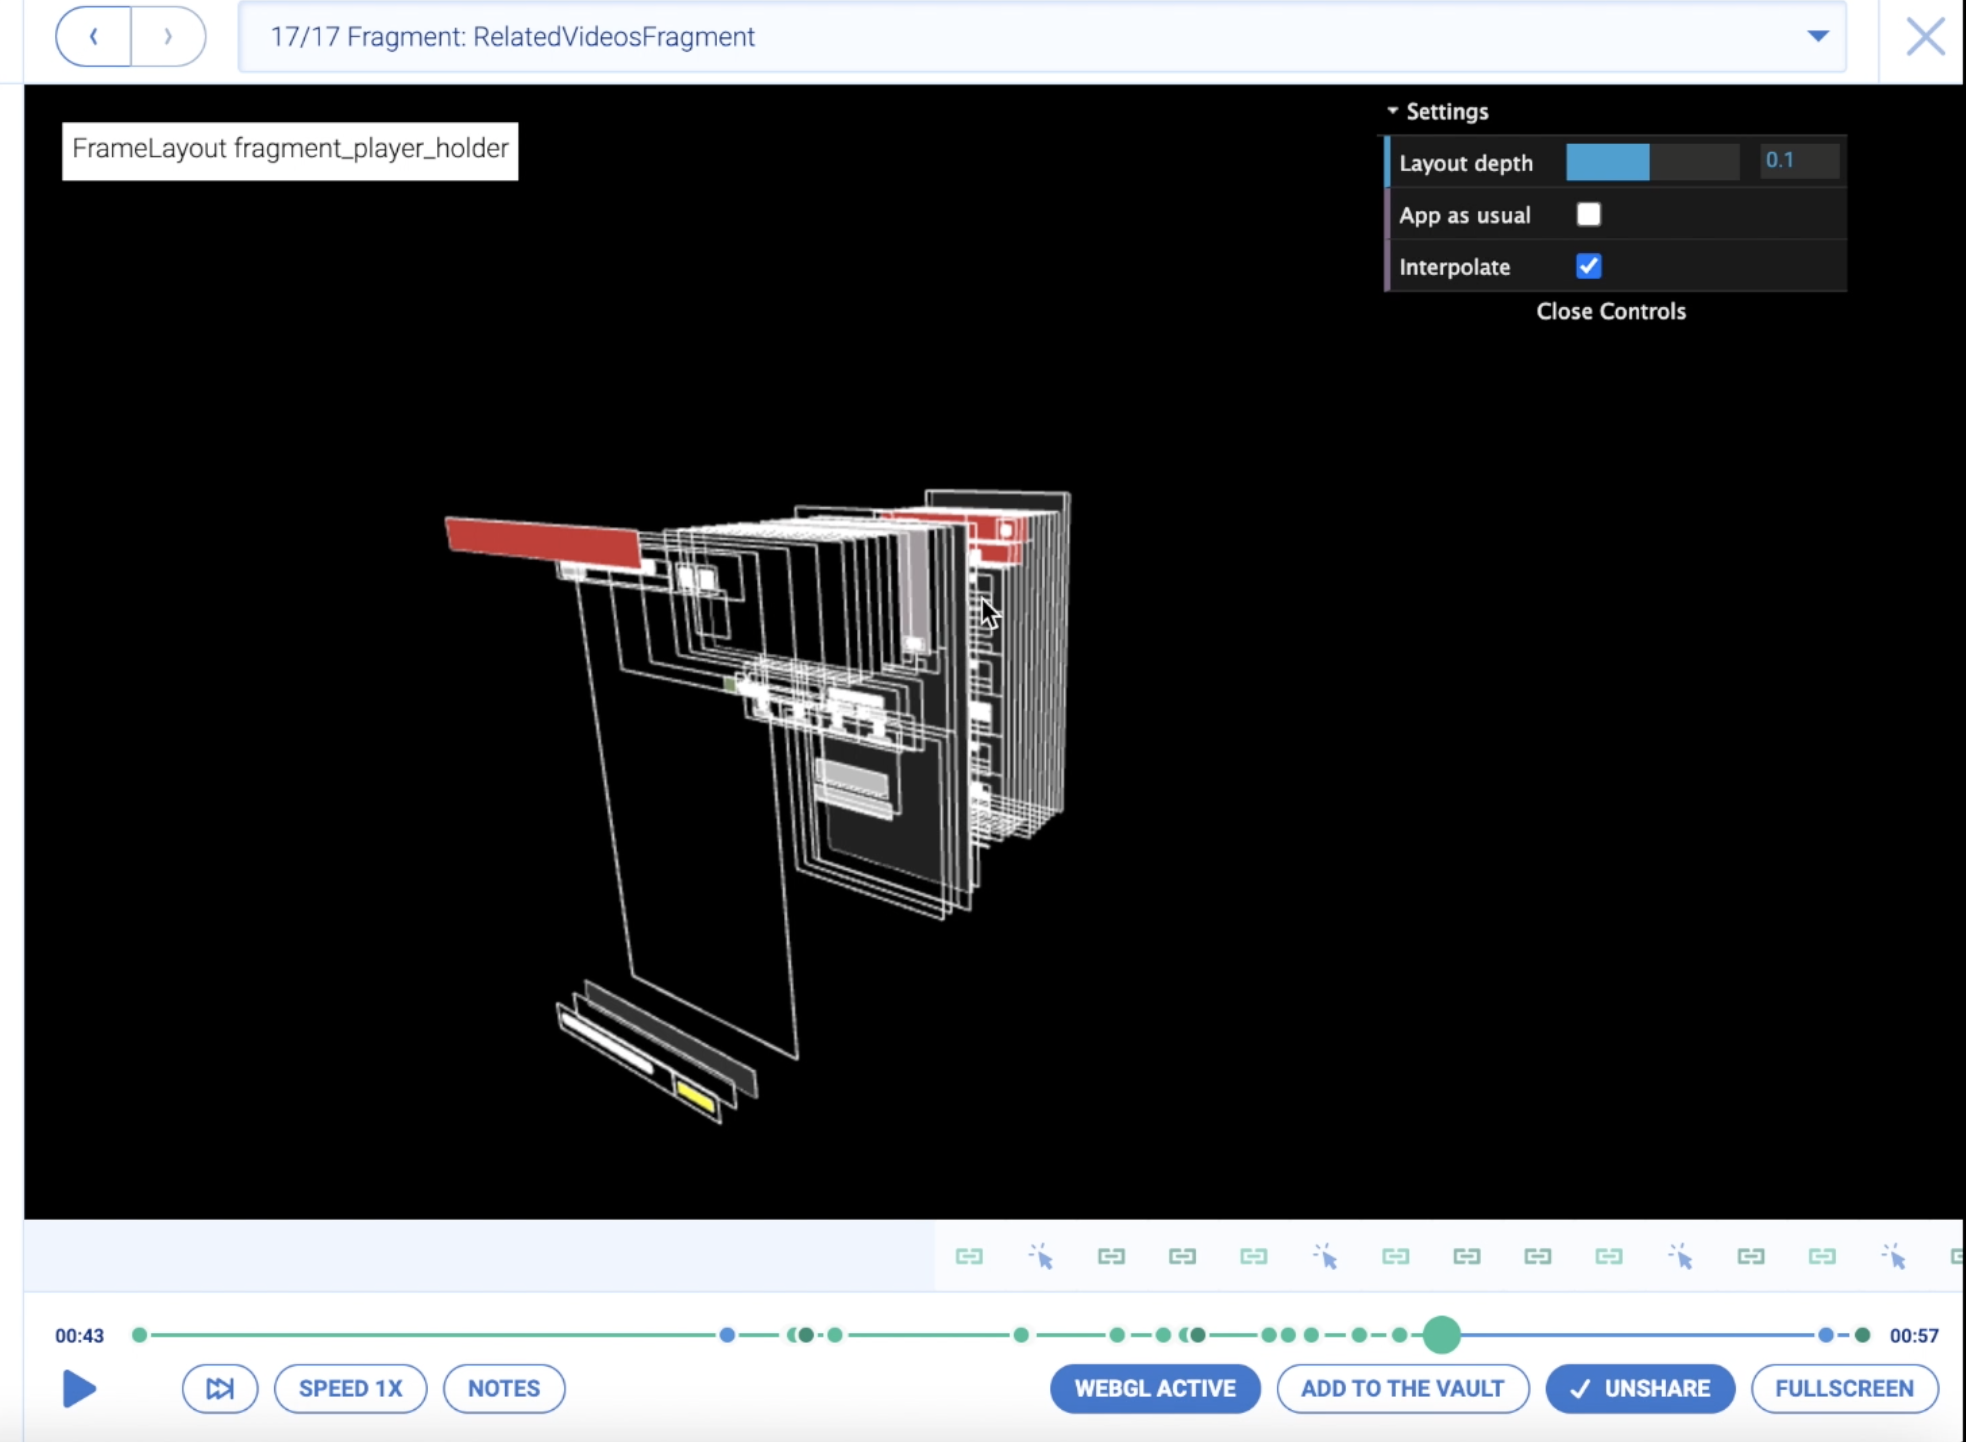 17/17 Fragment: RelatedVideosFragment
FrameLayout fragment_player_holder
Settings
Layout depth 0.1
App as usual
Interpolate
Close Controls
00:43
00:57
SPEED 1X
NOTES
WEBGL ACTIVE
ADD TO THE VAULT
UNSHARE
FULLSCREEN